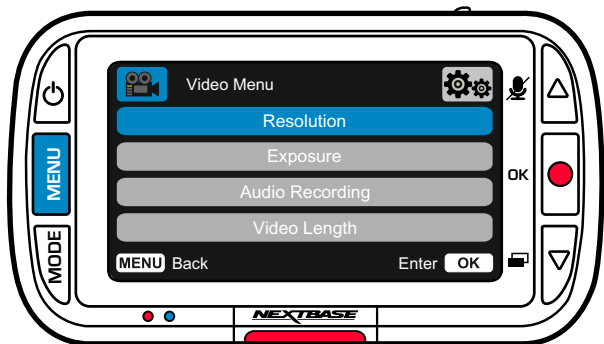 Video Menu
Resolution
MENU
Exposure
OK
Audio Recording
Video Length
MODE
MENU Back
Enter OK
NEXTBASE